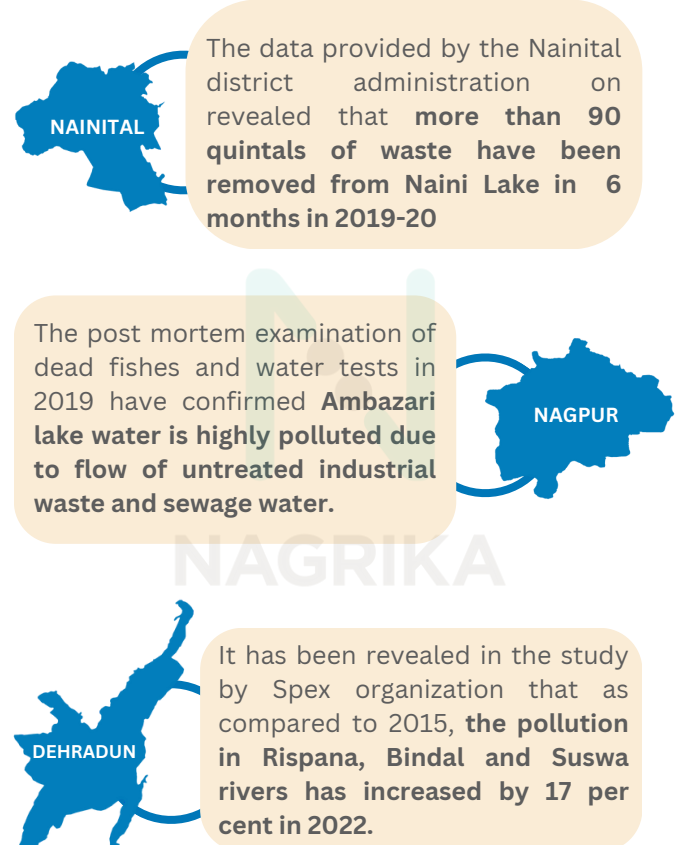 NAINITAL
The data provided by the Nainital
district administration on
revealed that more than 90
quintals of waste have been
removed from Naini Lake in 6
months in 2019-20
The post mortem examination of
dead fishes and water tests in
2019 have confirmed Ambazari
lake water is highly polluted due
to flow of untreated industrial
waste and sewage water.
NAGPUR
NAGRIKA
DEHRADUN
It has been revealed in the study
by Spex organization that as
compared to 2015, the pollution
in Rispana, Bindal and Suswa
rivers has increased by 17 per
cent in 2022.